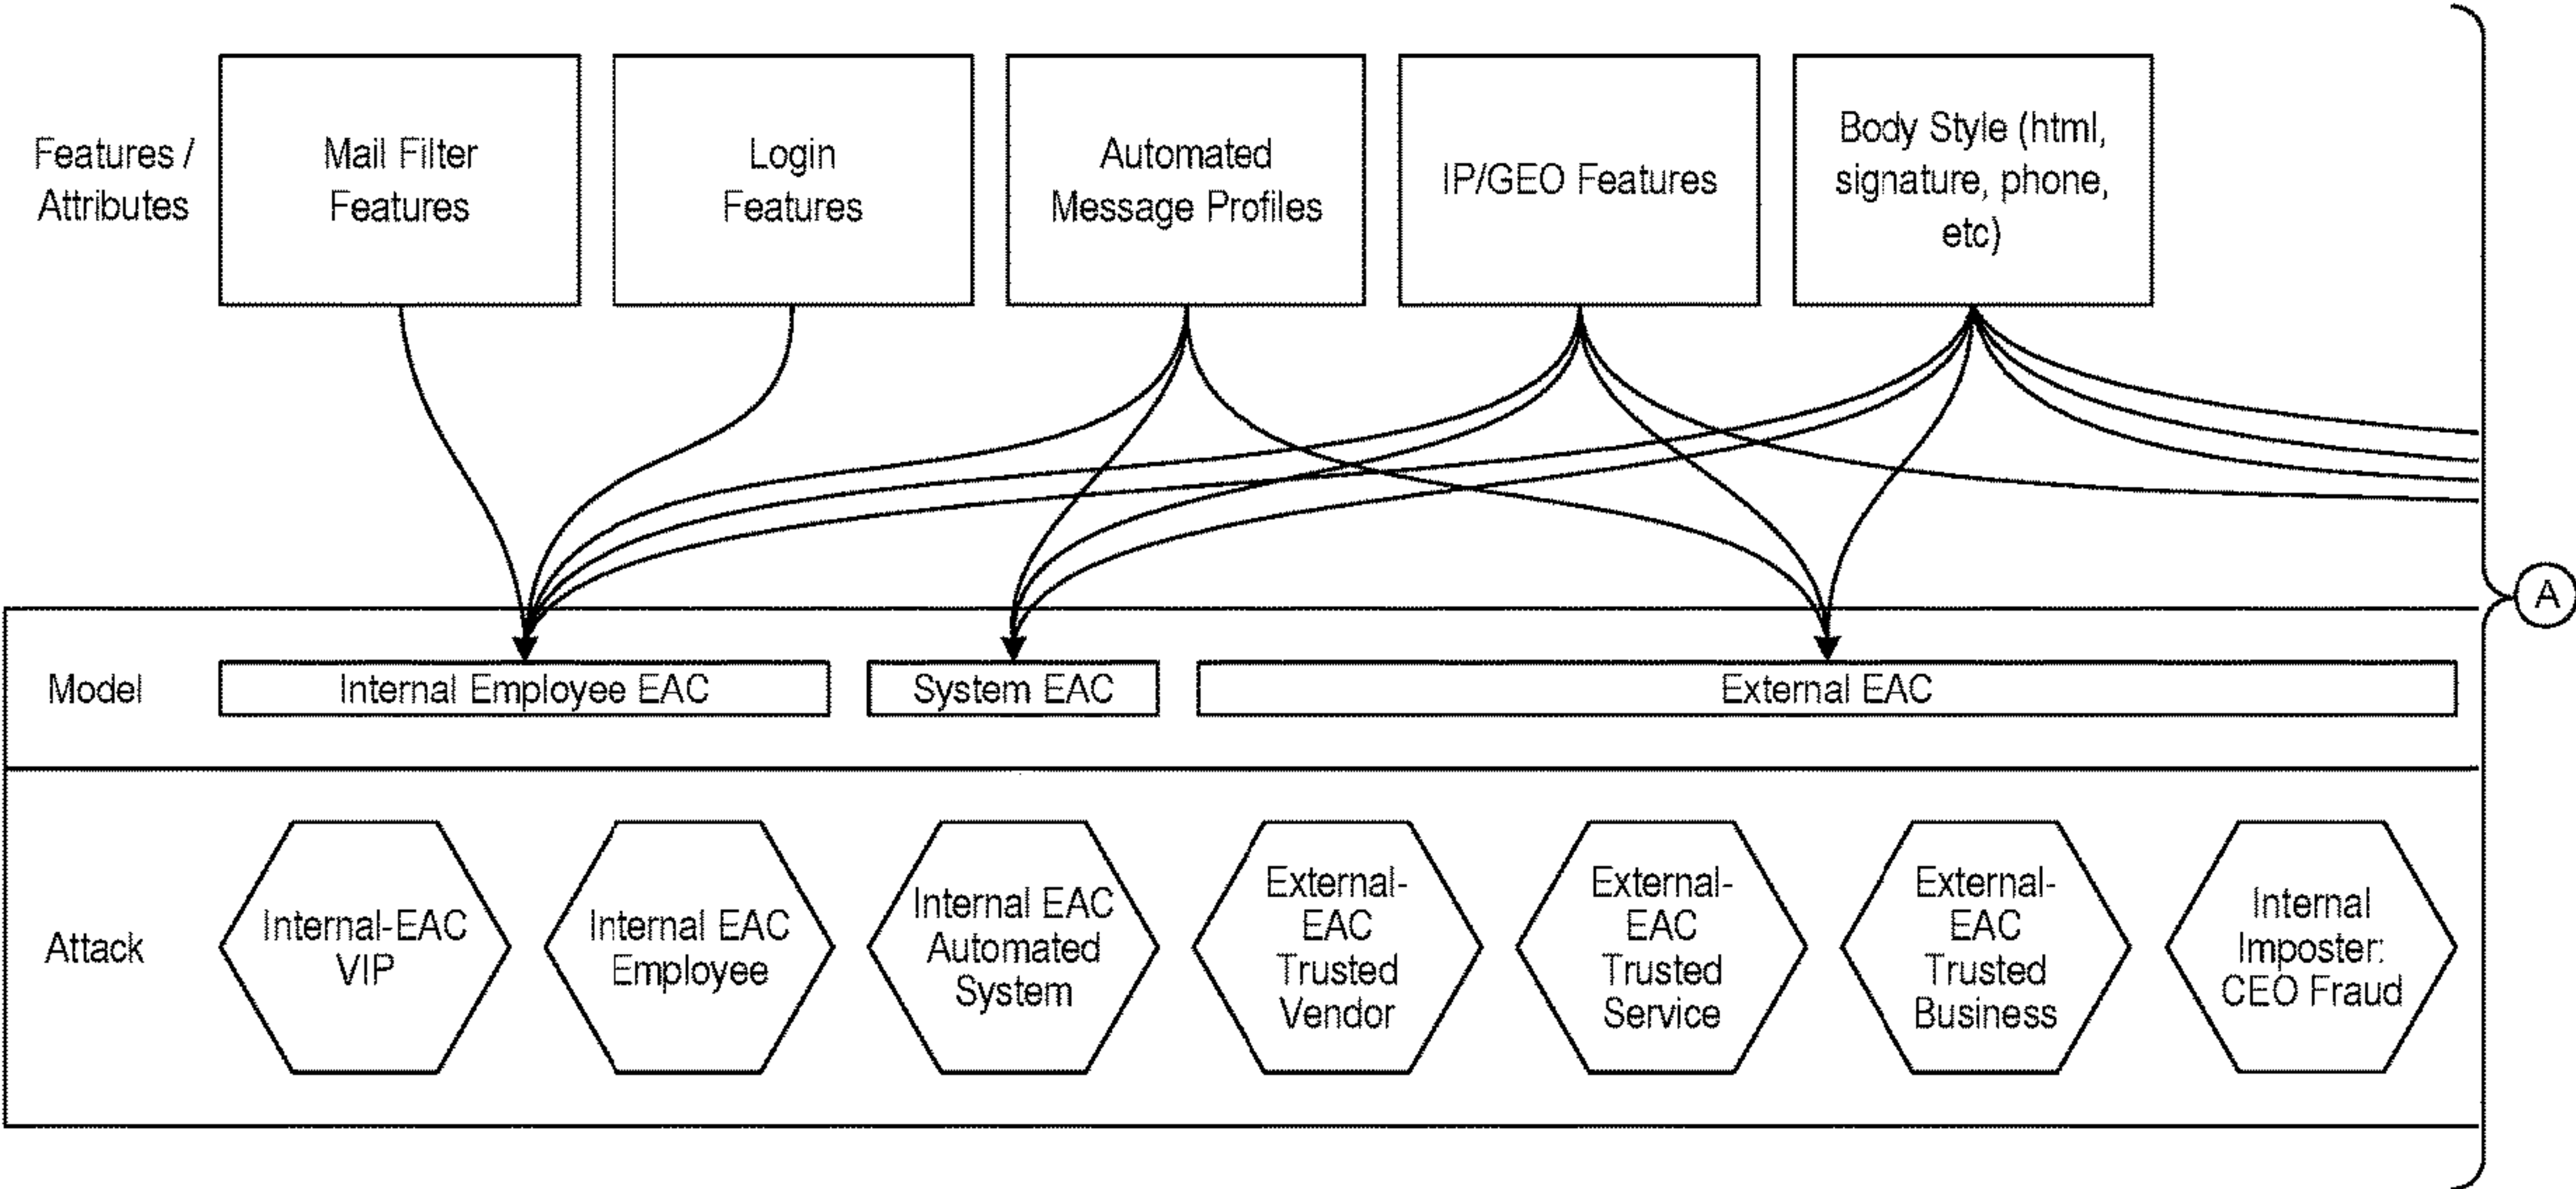 Features /
Attributes
Mail Filter
Features
Login
Features
Automated
Message Profiles
IP/GEO Features
Body Style (html,
signature, phone,
etc)
A
Model
Internal Employee EAC
System EAC
External EAC
Attack
Internal-EAC
VIP
Internal EAC
Employee
Internal EAC
Automated
System
External-
EAC
Trusted
Vendor
External-
EAC
Trusted
Service
External-
EAC
Trusted
Business
Internal
Imposter:
CEO Fraud